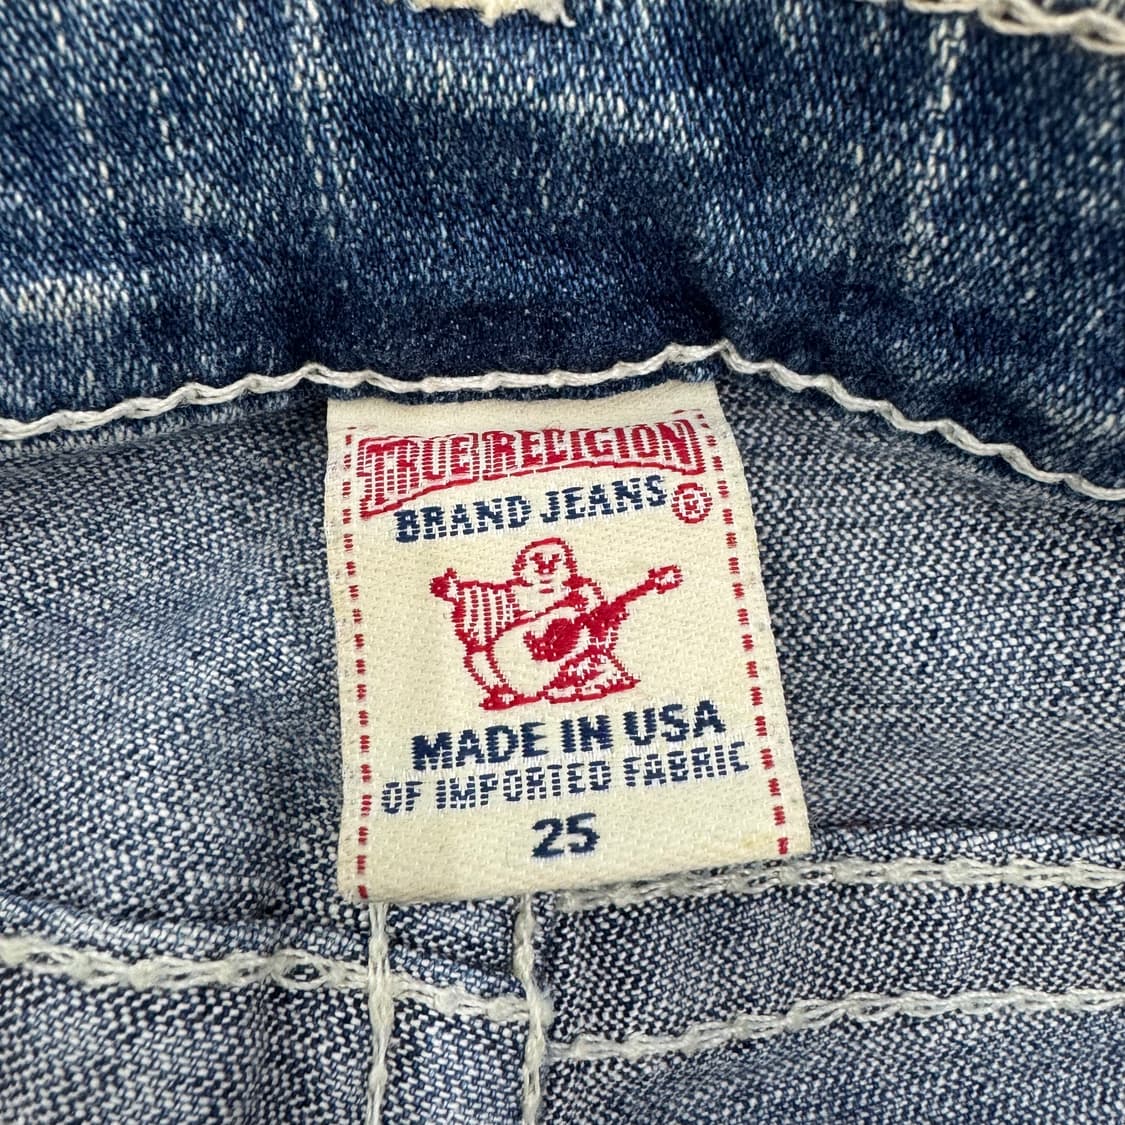 TRUE RELIGION
BRAND JEANS ®
MADE IN USA
OF IMPORTED FABRIC
25